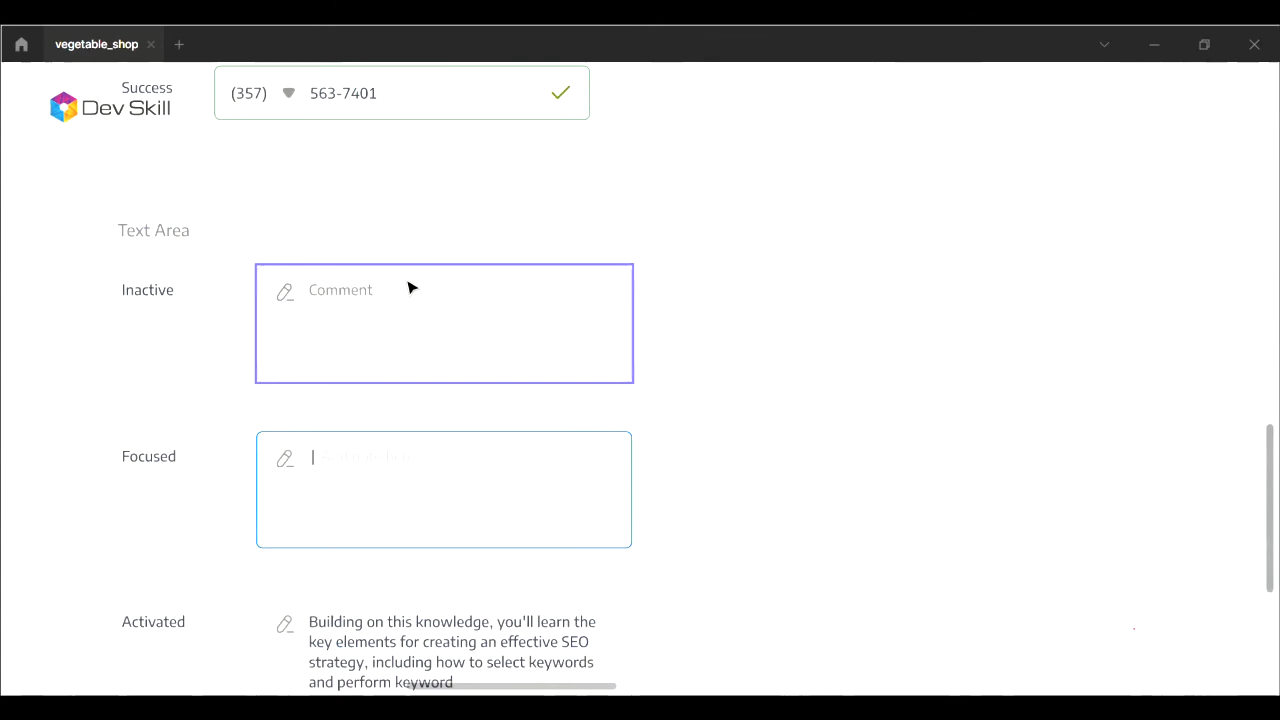 vegetable_shop
Success
Dev Skill
(357) 563-7401
Text Area
Inactive
Comment
Focused
Activated
Building on this knowledge, you'll learn the
key elements for creating an effective SEO
strategy, including how to select keywords
and perform keyword